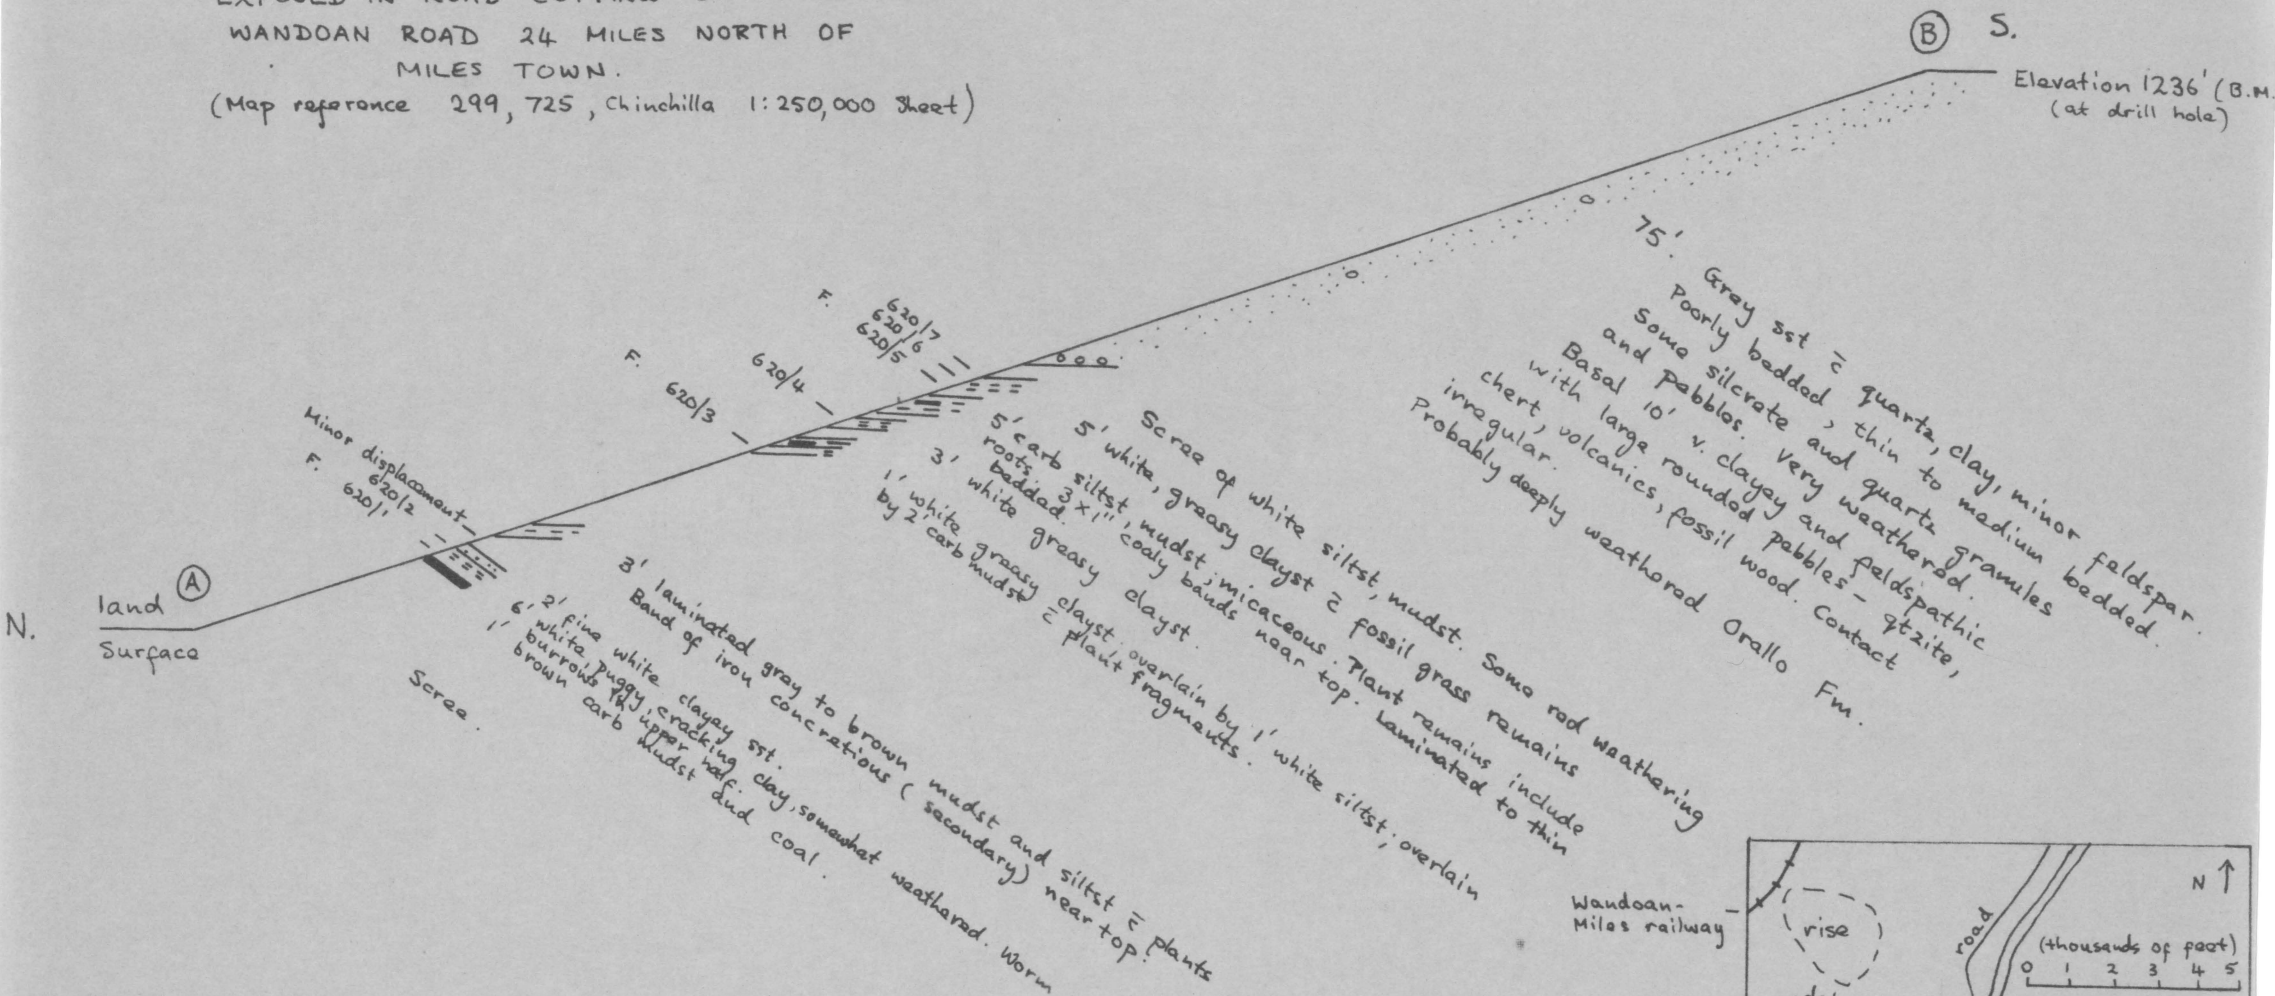 EXPOSED IN ROAD CUTTING
WANDOAN ROAD 24 MILES NORTH OF
MILES TOWN.
(Map reference 299, 725, Chinchilla 1:250,000 Sheet)
B S.
Elevation 1236' (B.M.
(at drill hole)
75'. Grey sst c̄ quartz, clay, minor feldspar.
Poorly bedded, thin to medium bedded.
Some silcrete and quartz granules
and pebbles. Very weathered.
Basal 10' v. clayey and feldspathic
with large rounded pebbles - qtzite,
chert, volcanics, fossil wood. Contact
irregular.
Probably deeply weathered Orallo Fm.
F. 620/7
620/6
620/5
620/4
F. 620/3
Minor displacement
620/2
F. 620/1
Scree of white siltst, mudst. Some red weathering
5' white, greasy clayst c̄ fossil grass remains
5' carb siltst, mudst; micaceous. Plant remains include
roots. 3 x 1" coaly bands near top. Laminated to thin
bedded.
3' white greasy clayst.
1' white greasy clayst overlain by 1' white siltst; overlain
by 2' carb mudst c̄ plant fragments.
3' laminated grey to brown mudst and siltst c̄ plants
Band of iron concretions (secondary) near top.
2' fine white clayey sst.
6' white, puggy, cracking clay, somewhat weathered. Worm
burrows in upper half.
1' brown carb mudst and coal.
Scree.
N.
land A
Surface
Wandoan-
Miles railway
rise
road
N
(thousands of feet)
0 1 2 3 4 5